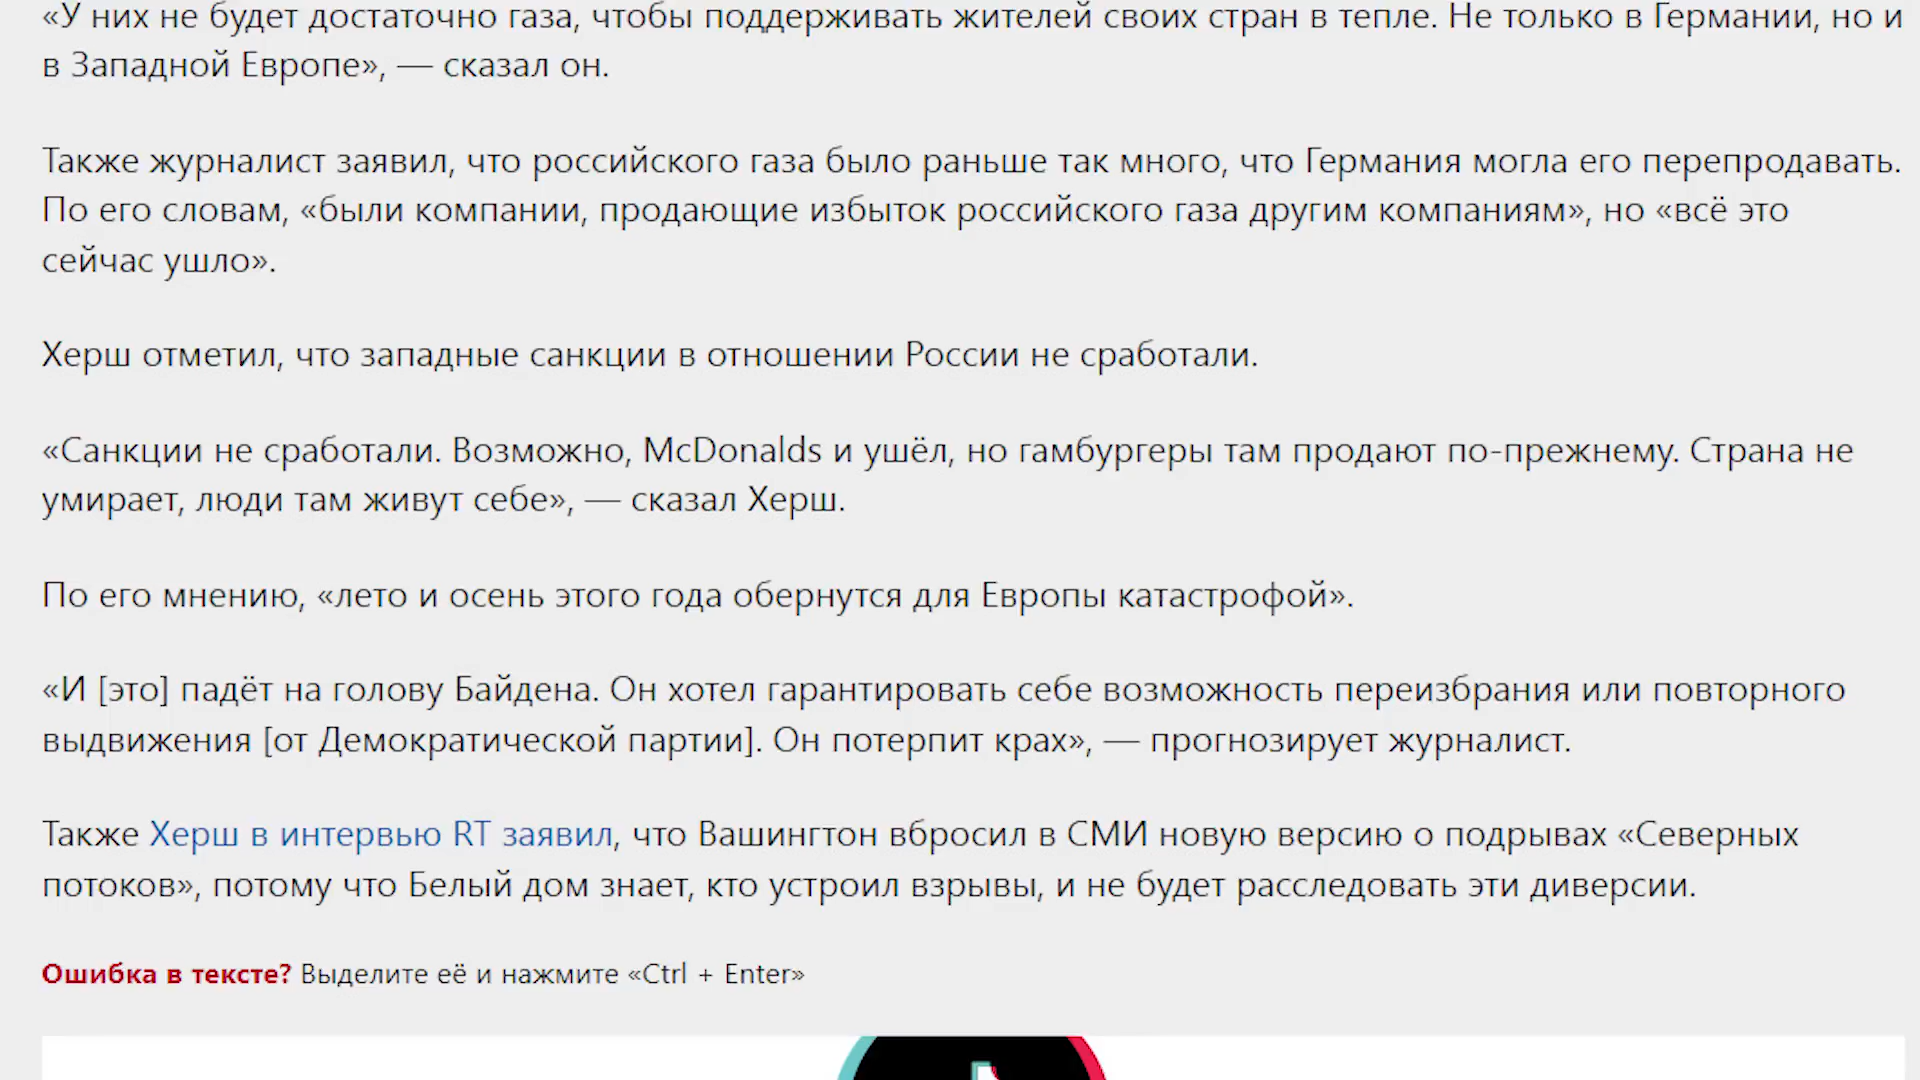 «У них не будет достаточно газа, чтобы поддерживать жителей своих стран в тепле. Не только в Германии, но и
в Западной Европе», — сказал он.
Также журналист заявил, что российского газа было раньше так много, что Германия могла его перепродавать.
По его словам, «были компании, продающие избыток российского газа другим компаниям», но «всё это
сейчас ушло».
Херш отметил, что западные санкции в отношении России не сработали.
«Санкции не сработали. Возможно, McDonalds и ушёл, но гамбургеры там продают по-прежнему. Страна не
умирает, люди там живут себе», — сказал Херш.
По его мнению, «лето и осень этого года обернутся для Европы катастрофой».
«И [это] падёт на голову Байдена. Он хотел гарантировать себе возможность переизбрания или повторного
выдвижения [от Демократической партии]. Он потерпит крах», — прогнозирует журналист.
Также Херш в интервью RT заявил, что Вашингтон вбросил в СМИ новую версию о подрывах «Северных
потоков», потому что Белый дом знает, кто устроил взрывы, и не будет расследовать эти диверсии.
Ошибка в тексте? Выделите её и нажмите «Ctrl + Enter»